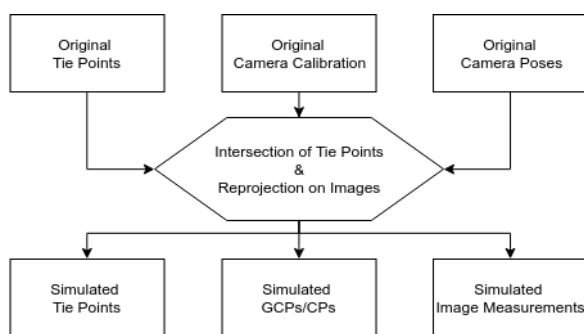 Original
Tie Points
Original
Camera Calibration
Original
Camera Poses
Intersection of Tie Points
&
Reprojection on Images
Simulated
Tie Points
Simulated
GCPs/CPs
Simulated
Image Measurements